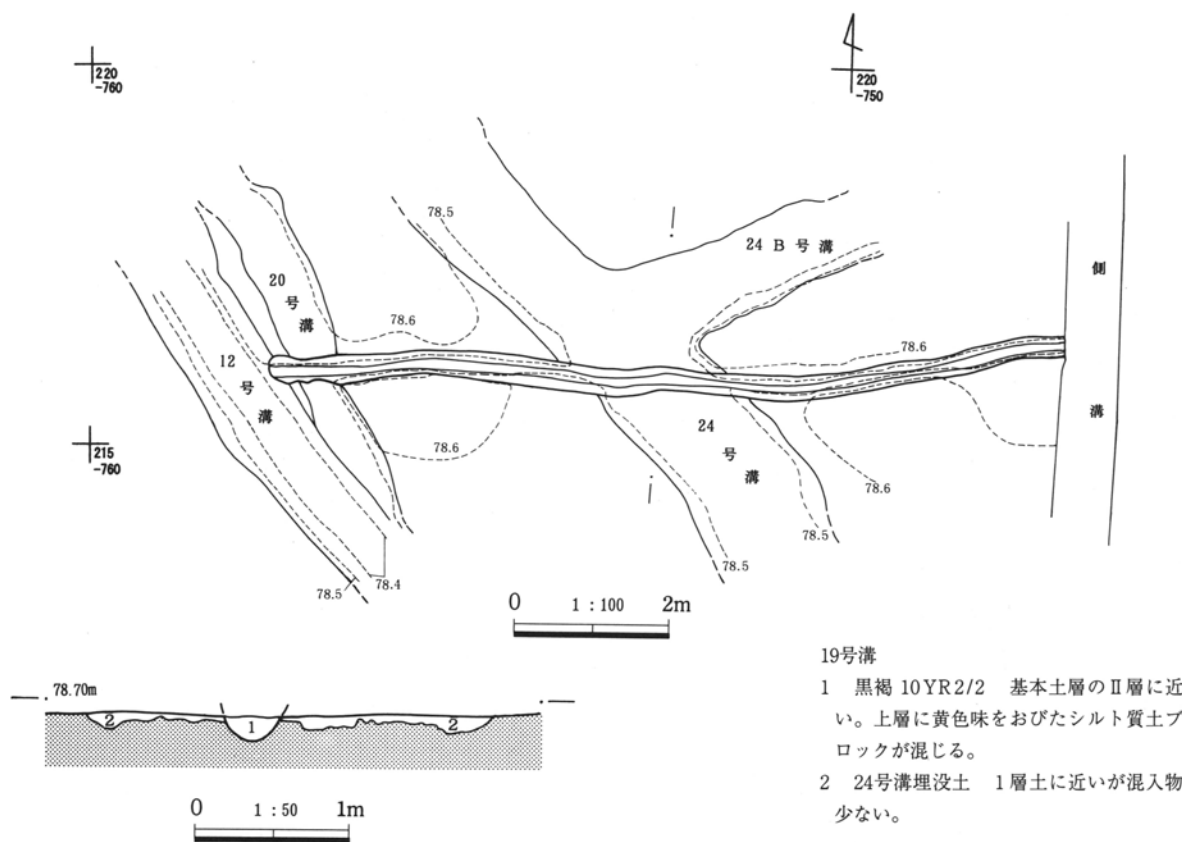 220
-760
220
-750
78.5
24 B 号 溝
側
溝
20
号
溝
78.6
78.6
12
号
溝
215
-760
78.6
24
号
溝
78.6
78.5
78.5
78.4
78.5
0 1：100 2m
78.70m
2 1 2
0 1：50 1m
19号溝
1 黒褐 10YR2/2 基本土層のⅡ層に近
い。上層に黄色味をおびたシルト質土ブ
ロックが混じる。
2 24号溝埋没土 1層土に近いが混入物
少ない。